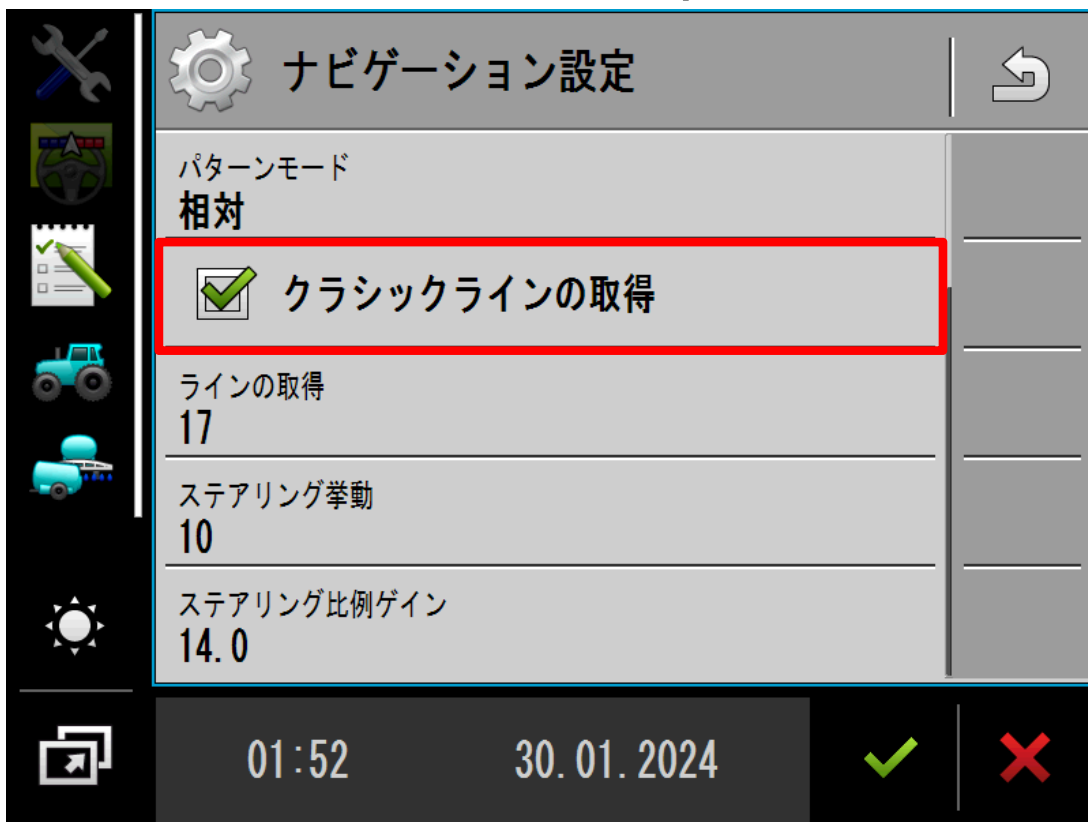 ナビゲーション設定
パターンモード
相対
クラシックラインの取得
ラインの取得
17
ステアリング挙動
10
ステアリング比例ゲイン
14.0
01:52 30.01.2024